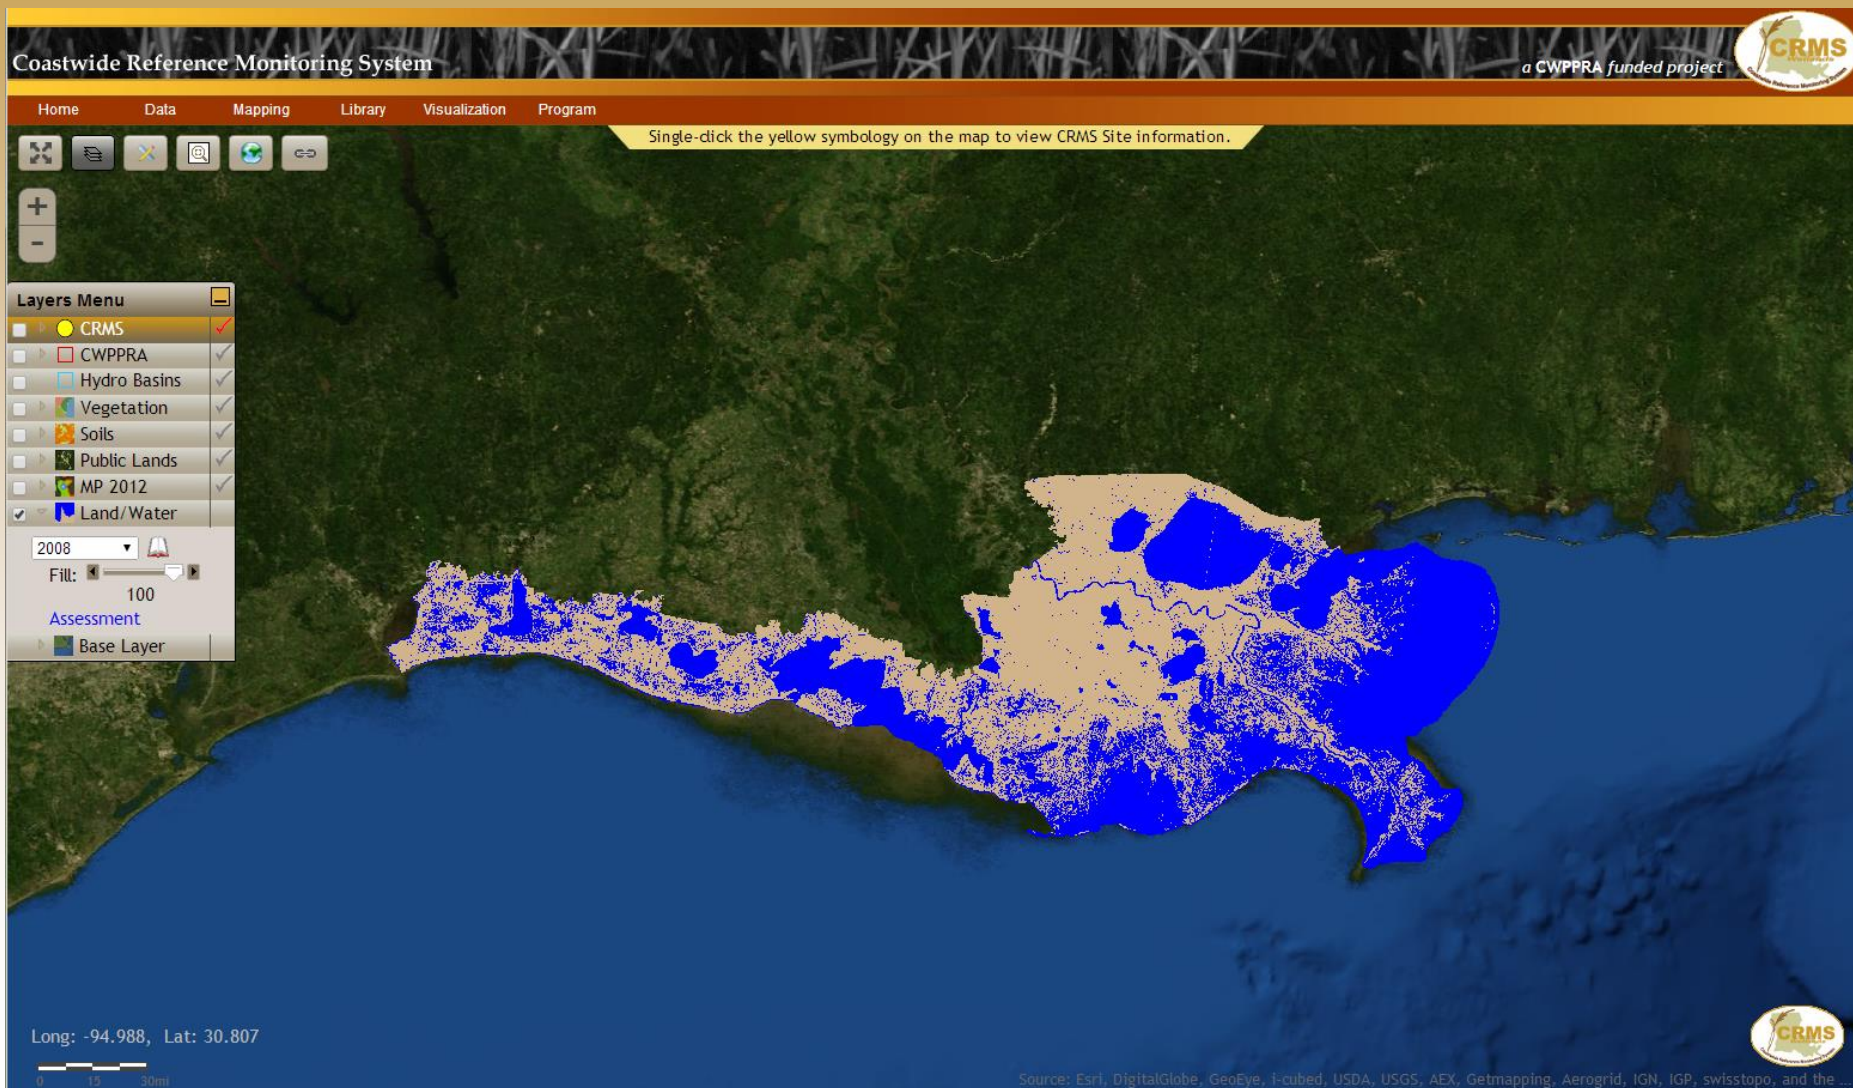 Coastwide Reference Monitoring System
a CWPPRA funded project
CRMS
Home Data Mapping Library Visualization Program
Single-click the yellow symbology on the map to view CRMS Site information.
+
-
Layers Menu
CRMS
CWPPRA
Hydro Basins
Vegetation
Soils
Public Lands
MP 2012
Land/Water
2008
Fill:
100
Assessment
Base Layer
Long: -94.988, Lat: 30.807
0 15 30mi
CRMS
Source: Esri, DigitalGlobe, GeoEye, i-cubed, USDA, USGS, AEX, Getmapping, Aerogrid, IGN, IGP, swisstopo, and the ...